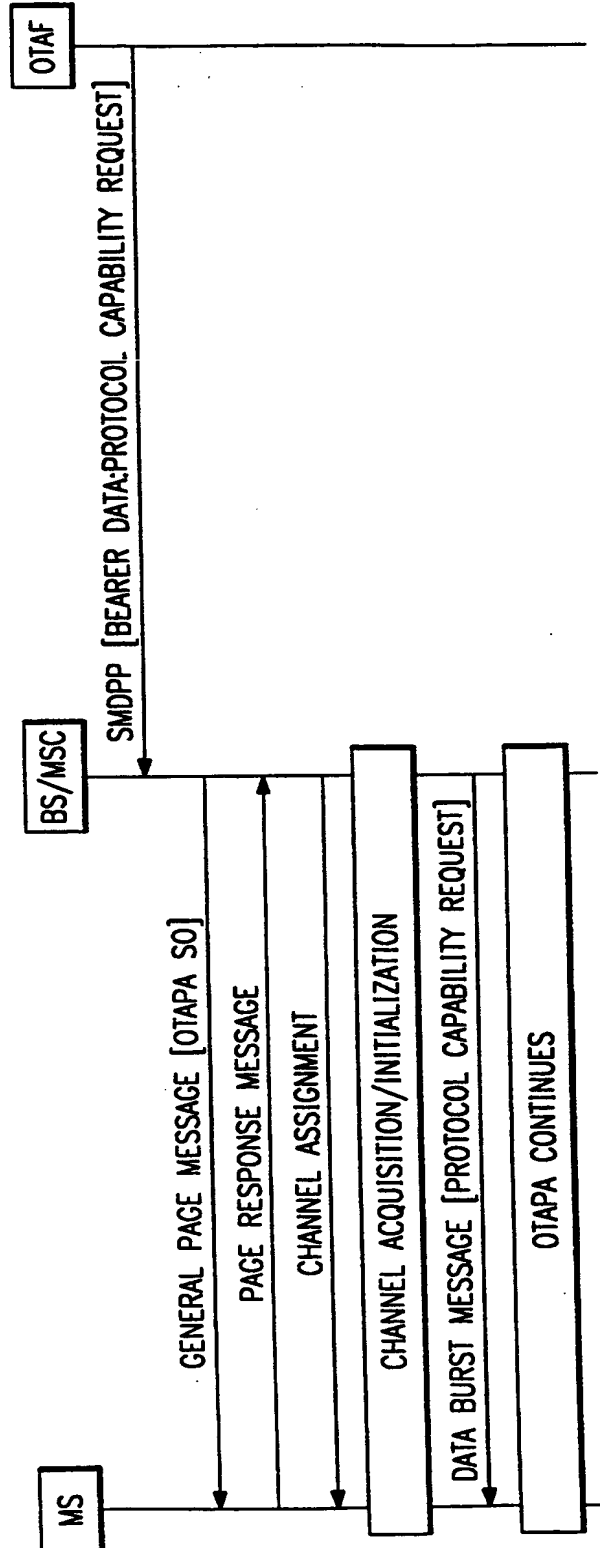 MS
BS/MSC
OTAF
SMDPP [BEARER DATA:PROTOCOL CAPABILITY REQUEST]
GENERAL PAGE MESSAGE [OTAPA SO]
PAGE RESPONSE MESSAGE
CHANNEL ASSIGNMENT
CHANNEL ACQUISITION/INITIALIZATION
DATA BURST MESSAGE [PROTOCOL CAPABILITY REQUEST]
OTAPA CONTINUES